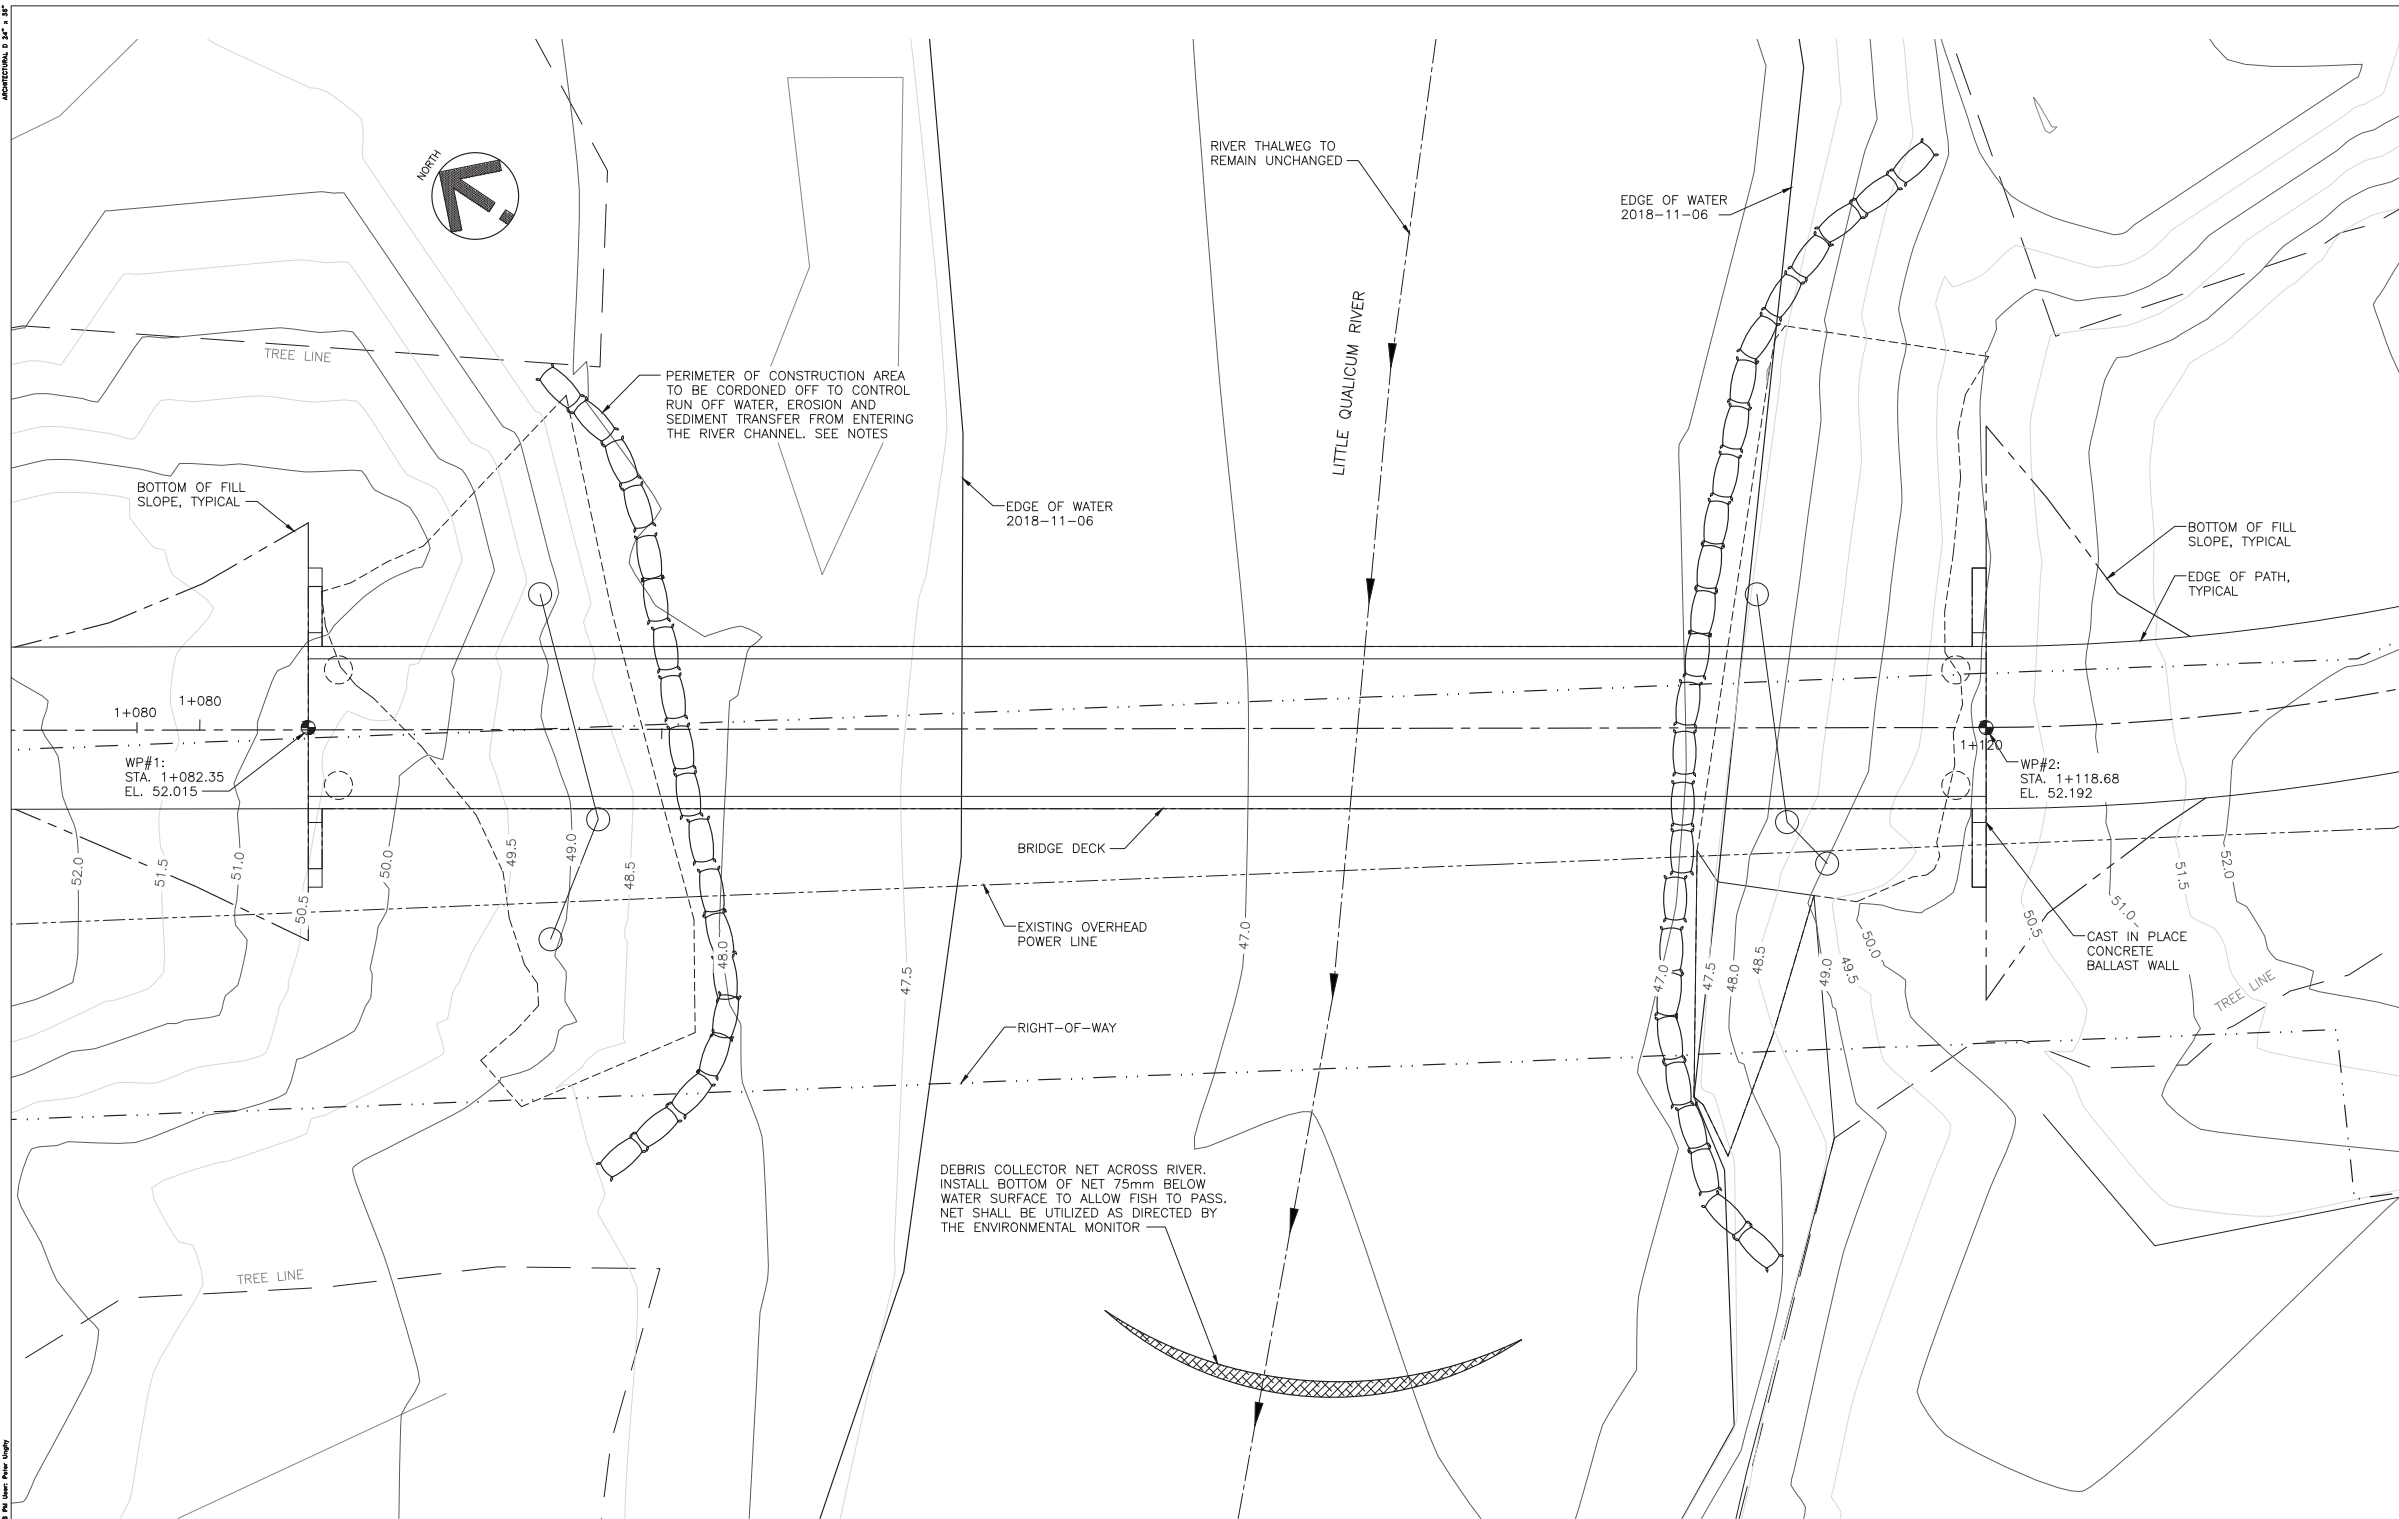 ARCHITECTURAL D 24" x 36"
NORTH
RIVER THALWEG TO
REMAIN UNCHANGED
EDGE OF WATER
2018-11-06
LITTLE QUALICUM RIVER
TREE LINE
PERIMETER OF CONSTRUCTION AREA
TO BE CORDONED OFF TO CONTROL
RUN OFF WATER, EROSION AND
SEDIMENT TRANSFER FROM ENTERING
THE RIVER CHANNEL. SEE NOTES
BOTTOM OF FILL
SLOPE, TYPICAL
EDGE OF WATER
2018-11-06
BOTTOM OF FILL
SLOPE, TYPICAL
EDGE OF PATH,
TYPICAL
1+080
1+080
WP#1:
STA. 1+082.35
EL. 52.015
1+120
WP#2:
STA. 1+118.68
EL. 52.192
BRIDGE DECK
52.0
51.5
51.0
50.5
50.0
49.5
49.0
48.5
48.0
47.5
47.0
47.0
47.5
48.0
48.5
49.0
49.5
50.0
50.5
51.0
51.5
52.0
EXISTING OVERHEAD
POWER LINE
CAST IN PLACE
CONCRETE
BALLAST WALL
TREE LINE
RIGHT-OF-WAY
DEBRIS COLLECTOR NET ACROSS RIVER.
INSTALL BOTTOM OF NET 75mm BELOW
WATER SURFACE TO ALLOW FISH TO PASS.
NET SHALL BE UTILIZED AS DIRECTED BY
THE ENVIRONMENTAL MONITOR
TREE LINE
PM User: Peter Unghy